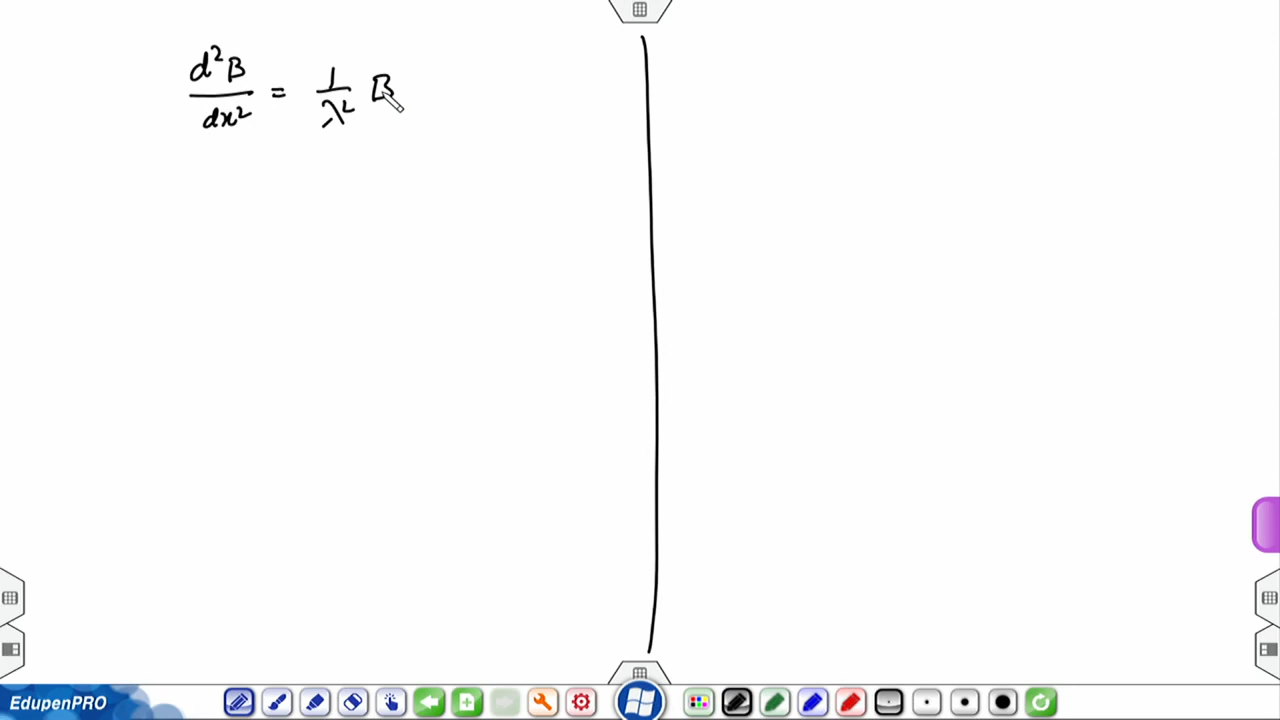 d²B/dx² = 1/λ² B
EdupenPRO